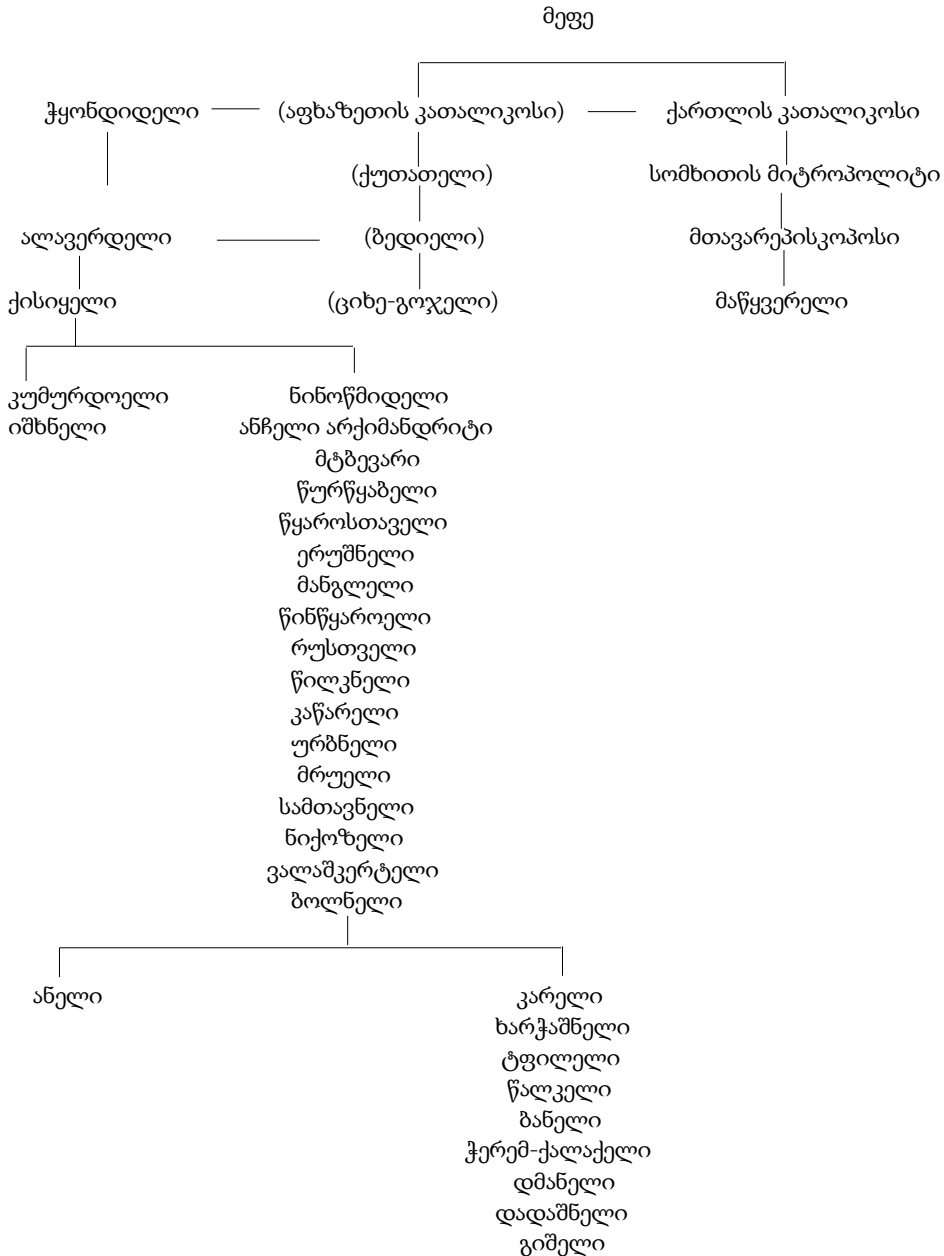 მეფე
ჭყონდიდელი (აფხაზეთის კათალიკოსი) ქართლის კათალიკოსი
(ქუთათელი) სომხითის მიტროპოლიტი
ალავერდელი (ბედიელი) მთავარეპისკოპოსი
ქისიყელი (ციხე-გოჯელი) მაწყვერელი
კუმურდოელი ნინოწმიდელი
იშხნელი ანჩელი არქიმანდრიტი
მტბევარი
წურწყაბელი
წყაროსთაველი
ერუშნელი
მანგლელი
წინწყაროელი
რუსთველი
წილკნელი
კაწარელი
ურბნელი
მრუელი
სამთავნელი
ნიქოზელი
ვალაშკერტელი
ბოლნელი
ანელი კარელი
ხარჭაშნელი
ტფილელი
წალკელი
ბანელი
ჭერემ-ქალაქელი
დმანელი
დადაშნელი
გიშელი